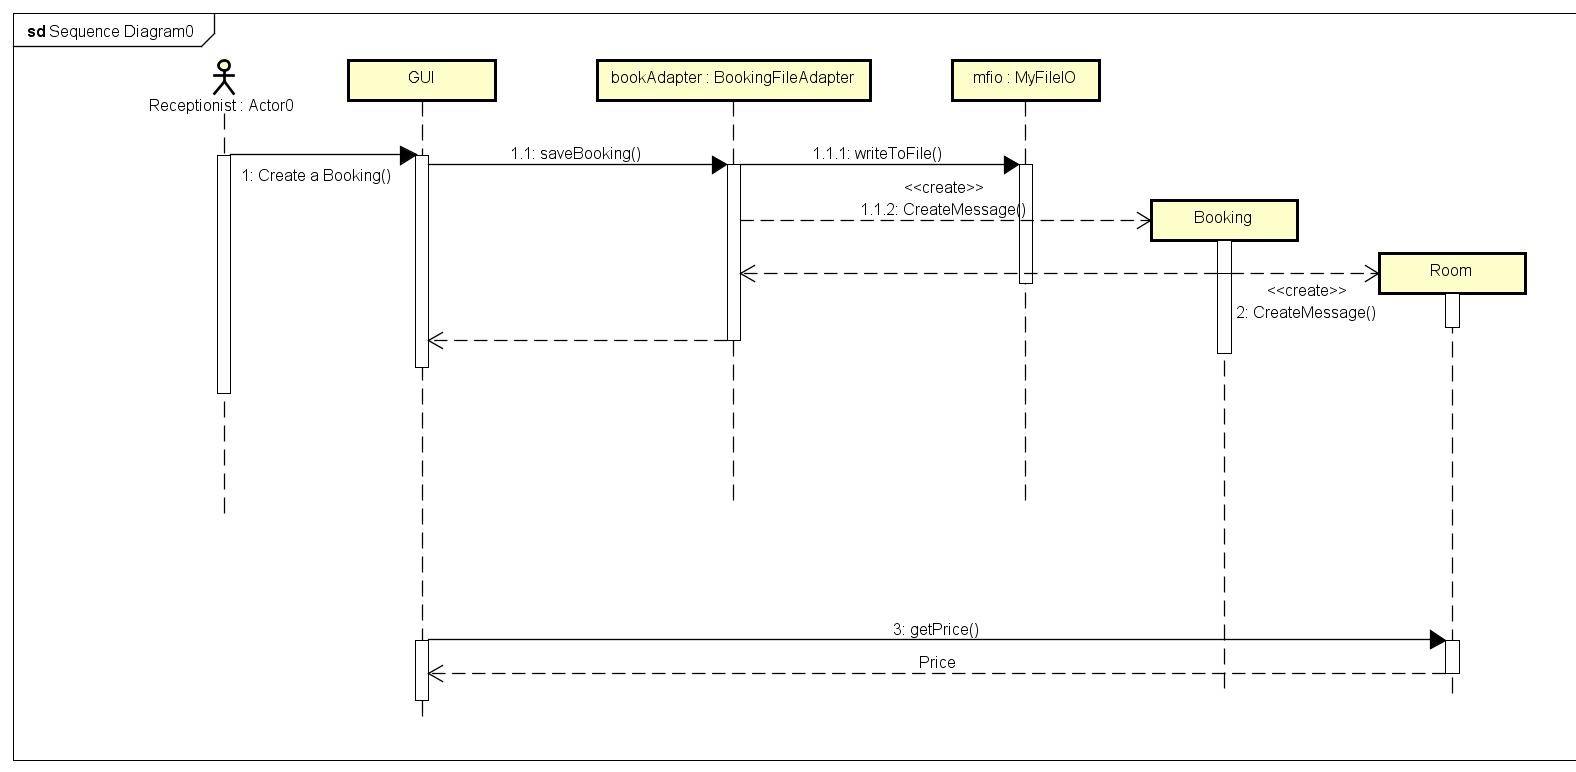 sd Sequence Diagram0
GUI
bookAdapter : BookingFileAdapter
mfio : MyFileIO
Receptionist : Actor0
1.1: saveBooking()
1.1.1: writeToFile()
1: Create a Booking()
<<create>>
1.1.2: CreateMessage()
Booking
Room
<<create>>
2: CreateMessage()
3: getPrice()
Price